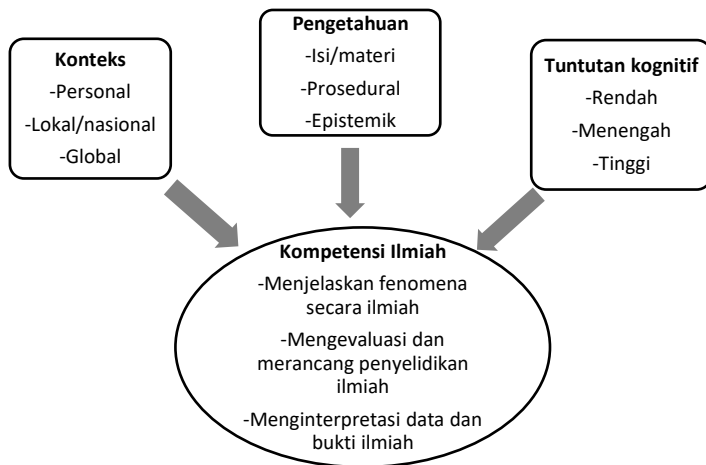 Konteks
-Personal
-Lokal/nasional
-Global
Pengetahuan
-Isi/materi
-Prosedural
-Epistemik
Tuntutan kognitif
-Rendah
-Menengah
-Tinggi
Kompetensi Ilmiah
-Menjelaskan fenomena
secara ilmiah
-Mengevaluasi dan
merancang penyelidikan
ilmiah
-Menginterpretasi data dan
bukti ilmiah